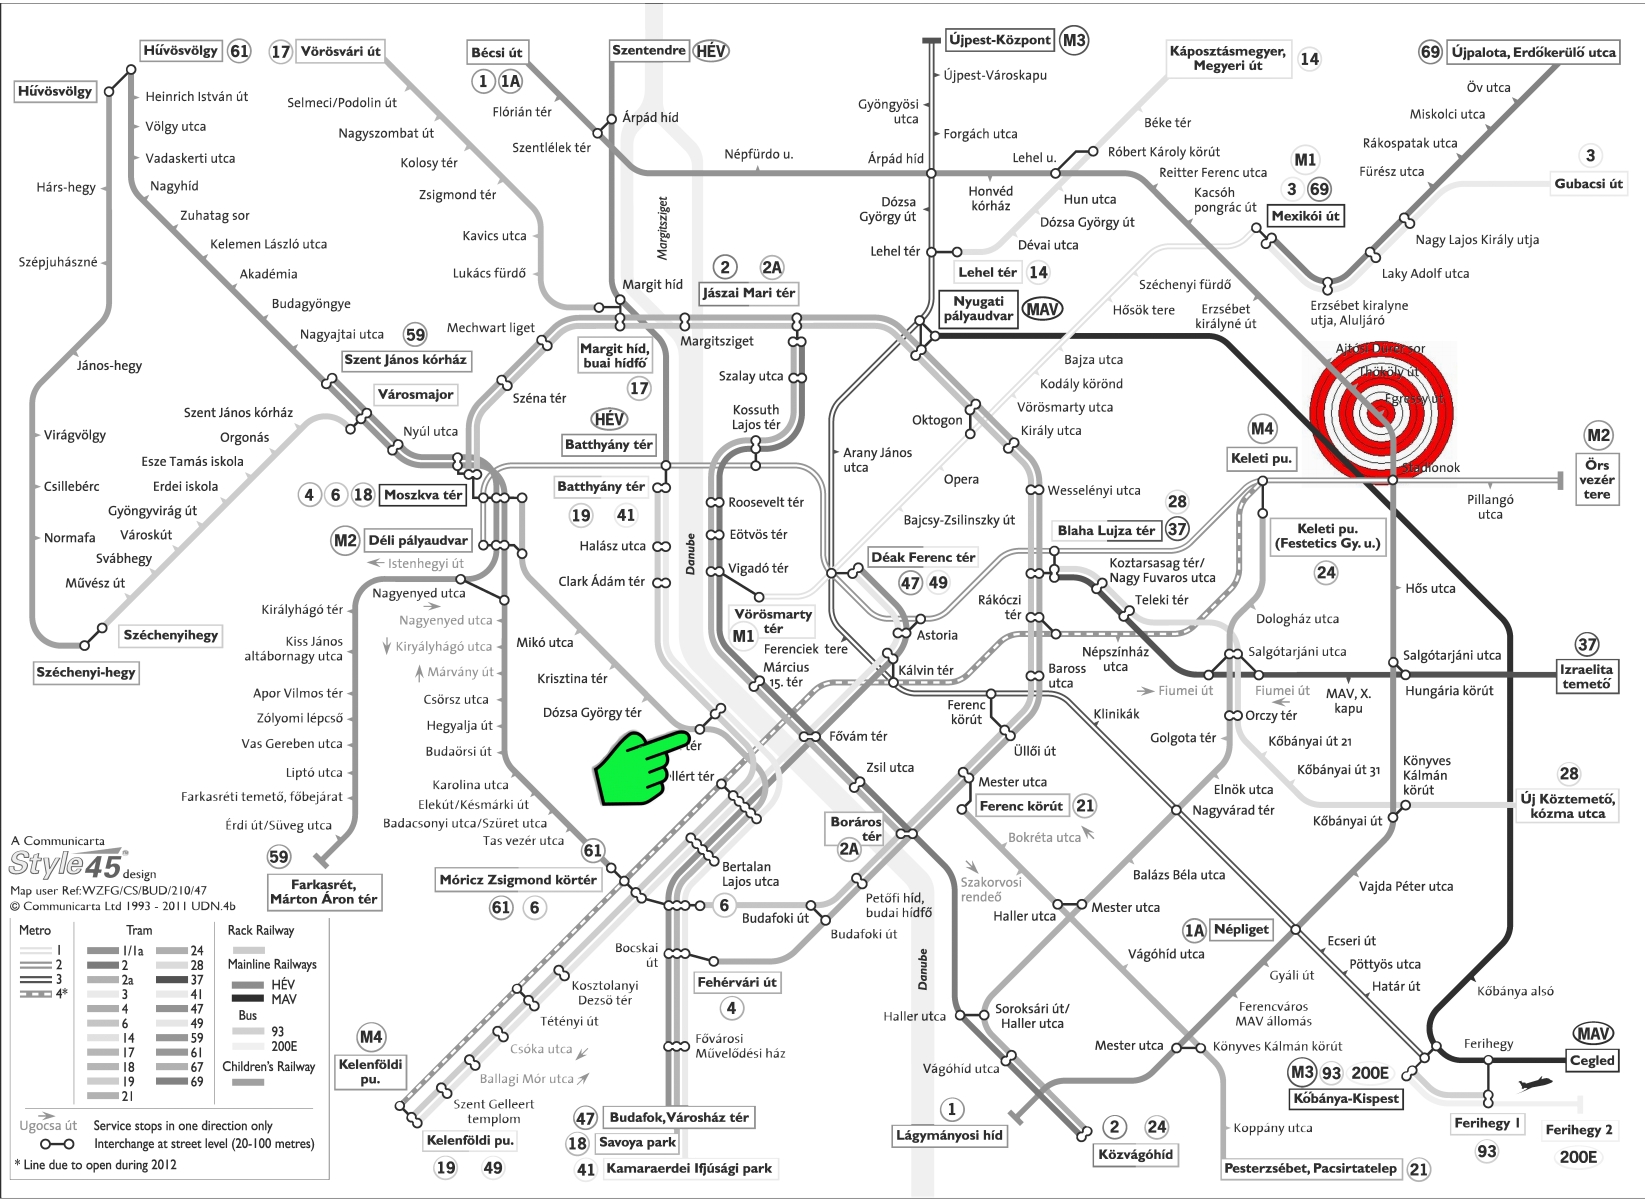 Hűvösvölgy 61
17 Vörösvári út
Bécsi út
1 1A
Szentendre HÉV
Újpest-Központ M3
Káposztásmegyer,
Megyeri út
14
69 Újpalota, Erdőkerülő utca
Hűvösvölgy
Heinrich István út
Völgy utca
Vadaskerti utca
Nagyhíd
Zuhatag sor
Kelemen László utca
Akadémia
Budagyöngye
Nagyajtai utca
59
Szent János kórház
Városmajor
Nyúl utca
Hárs-hegy
Szépjuhászné
János-hegy
Virágvölgy
Csillebérc
Normafa
Széchenyi-hegy
Széchenyihegy
Szent János kórház
Orgonás
Esze Tamás iskola
Erdei iskola
Gyöngyvirág út
Városkút
Svábhegy
Művész út
Selmeci/Podolin út
Nagyszombat út
Kolosy tér
Zsigmond tér
Kavics utca
Lukács fürdő
Flórián tér
Szentlélek tér
Árpád híd
Margitsziget
Margit híd
Népfürdo u.
Mechwart liget
Széna tér
Margit híd,
buai hídfő
17
HÉV
Batthyány tér
2 2A
Jászai Mari tér
Margitsziget
Szalay utca
Kossuth
Lajos tér
Újpest-Városkapu
Gyöngyösi
utca
Forgách utca
Árpád híd
Dózsa
György út
Lehel tér
Honvéd
kórház
Lehel u.
Róbert Károly körút
Béke tér
Hun utca
Dózsa György út
Dévai utca
Lehel tér 14
Nyugati
pályaudvar
MAV
Reitter Ferenc utca
Kacsóh
pongrác út
M1
3 69
Mexikói út
Öv utca
Miskolci utca
Rákospatak utca
Fürész utca
3
Gubacsi út
Nagy Lajos Király utja
Laky Adolf utca
Erzsébet kiralyne
utja, Aluljáró
Széchenyi fürdő
Hősök tere
Erzsébet
királyné út
Bajza utca
Kodály körönd
Vörösmarty utca
Oktogon
Király utca
Arany János
utca
Opera
Bajcsy-Zsilinszky út
Wesselényi utca
Ajtósi Dürer sor
Thököly út
Egressy út
Stadionok
M4
Keleti pu.
M2
Örs
vezér
tere
Pillangó
utca
Keleti pu.
(Festetics Gy. u.)
24
28
Blaha Lujza tér 37
Koztarsasag tér/
Nagy Fuvaros utca
Teleki tér
Dologház utca
Hős utca
4 6 18 Moszkva tér
M2 Déli pályaudvar
Istenhegyi út
Nagyenyed utca
Nagyenyed utca
Kiryályhágó utca
Márvány út
Csörsz utca
Hegyalja út
Budaörsi út
Karolina utca
Elekút/Késmárki út
Badacsonyi utca/Szüret utca
Tas vezér utca
61
Királyhágó tér
Kiss János
altábornagy utca
Apor Vilmos tér
Zólyomi lépcső
Vas Gereben utca
Liptó utca
Farkasréti temető, főbejárat
Érdi út/Süveg utca
59
Farkasrét,
Márton Áron tér
Batthyány tér
19 41
Halász utca
Clark Ádám tér
Mikó utca
Krisztina tér
Dózsa György tér
tér
llért tér
Roosevelt tér
Eötvös tér
Vigadó tér
Danube
Vörösmarty
tér
M1
Ferenciek tere
Március
15. tér
Déak Ferenc tér
47 49
Astoria
Kálvin tér
Rákóczi
tér
Népszínház
utca
Baross
utca
Ferenc
körút
Klinikák
Üllői út
Fővám tér
Zsil utca
Mester utca
Ferenc körút 21
Bokréta utca
Boráros
tér
2A
Szakorvosi
rendeő
Salgótarjáni utca
Fiumei út
Fiumei út
MAV, X.
kapu
Salgótarjáni utca
Hungária körút
37
Izraelita
temető
Orczy tér
Golgota tér
Kőbányai út 21
Kőbányai út 31
Könyves
Kálmán
körút
Kőbányai út
28
Új Köztemető,
kózma utca
Elnök utca
Nagyvárad tér
Balázs Béla utca
Haller utca
Mester utca
Vágóhíd utca
1A Népliget
Vajda Péter utca
Ecseri út
Pöttyös utca
Határ út
Gyáli út
Ferencváros
MAV állomás
Kőbánya alsó
Móricz Zsigmond körtér
61 6
Bertalan
Lajos utca
6
Budafoki út
Petőfi híd,
budai hídfő
Budafoki út
Bocskai
út
Fehérvári út
4
Kosztolanyi
Dezsö tér
Tétényi út
Csóka utca
Ballagi Mór utca
Szent Gelleert
templom
Fővárosi
Művelődési ház
M4
Kelenföldi
pu.
Kelenföldi pu.
19 49
47 Budafok,Városház tér
18 Savoya park
41 Kamaraerdei Ifjúsági park
Danube
Haller utca
Soroksári út/
Haller utca
Vágóhíd utca
1
Lágymányosi híd
2 24
Közvágóhíd
Mester utca
Könyves Kálmán körút
Koppány utca
Pesterzsébet, Pacsirtatelep 21
M3 93 200E
Kőbánya-Kispest
Ferihegy
MAV
Cegled
Ferihegy 1
93
Ferihegy 2
200E
A Communicarta
Style45 design
Map user Ref:WZFG/CS/BUD/210/47
© Communicarta Ltd 1993 - 2011 UDN.4b
Metro
1
2
3
4*
Tram
1/1a
2
2a
3
4
6
14
17
18
19
21
24
28
37
41
47
49
59
61
67
69
Rack Railway
Mainline Railways
HÉV
MAV
Bus
93
200E
Children's Railway
Ugocsa út Service stops in one direction only
Interchange at street level (20-100 metres)
* Line due to open during 2012